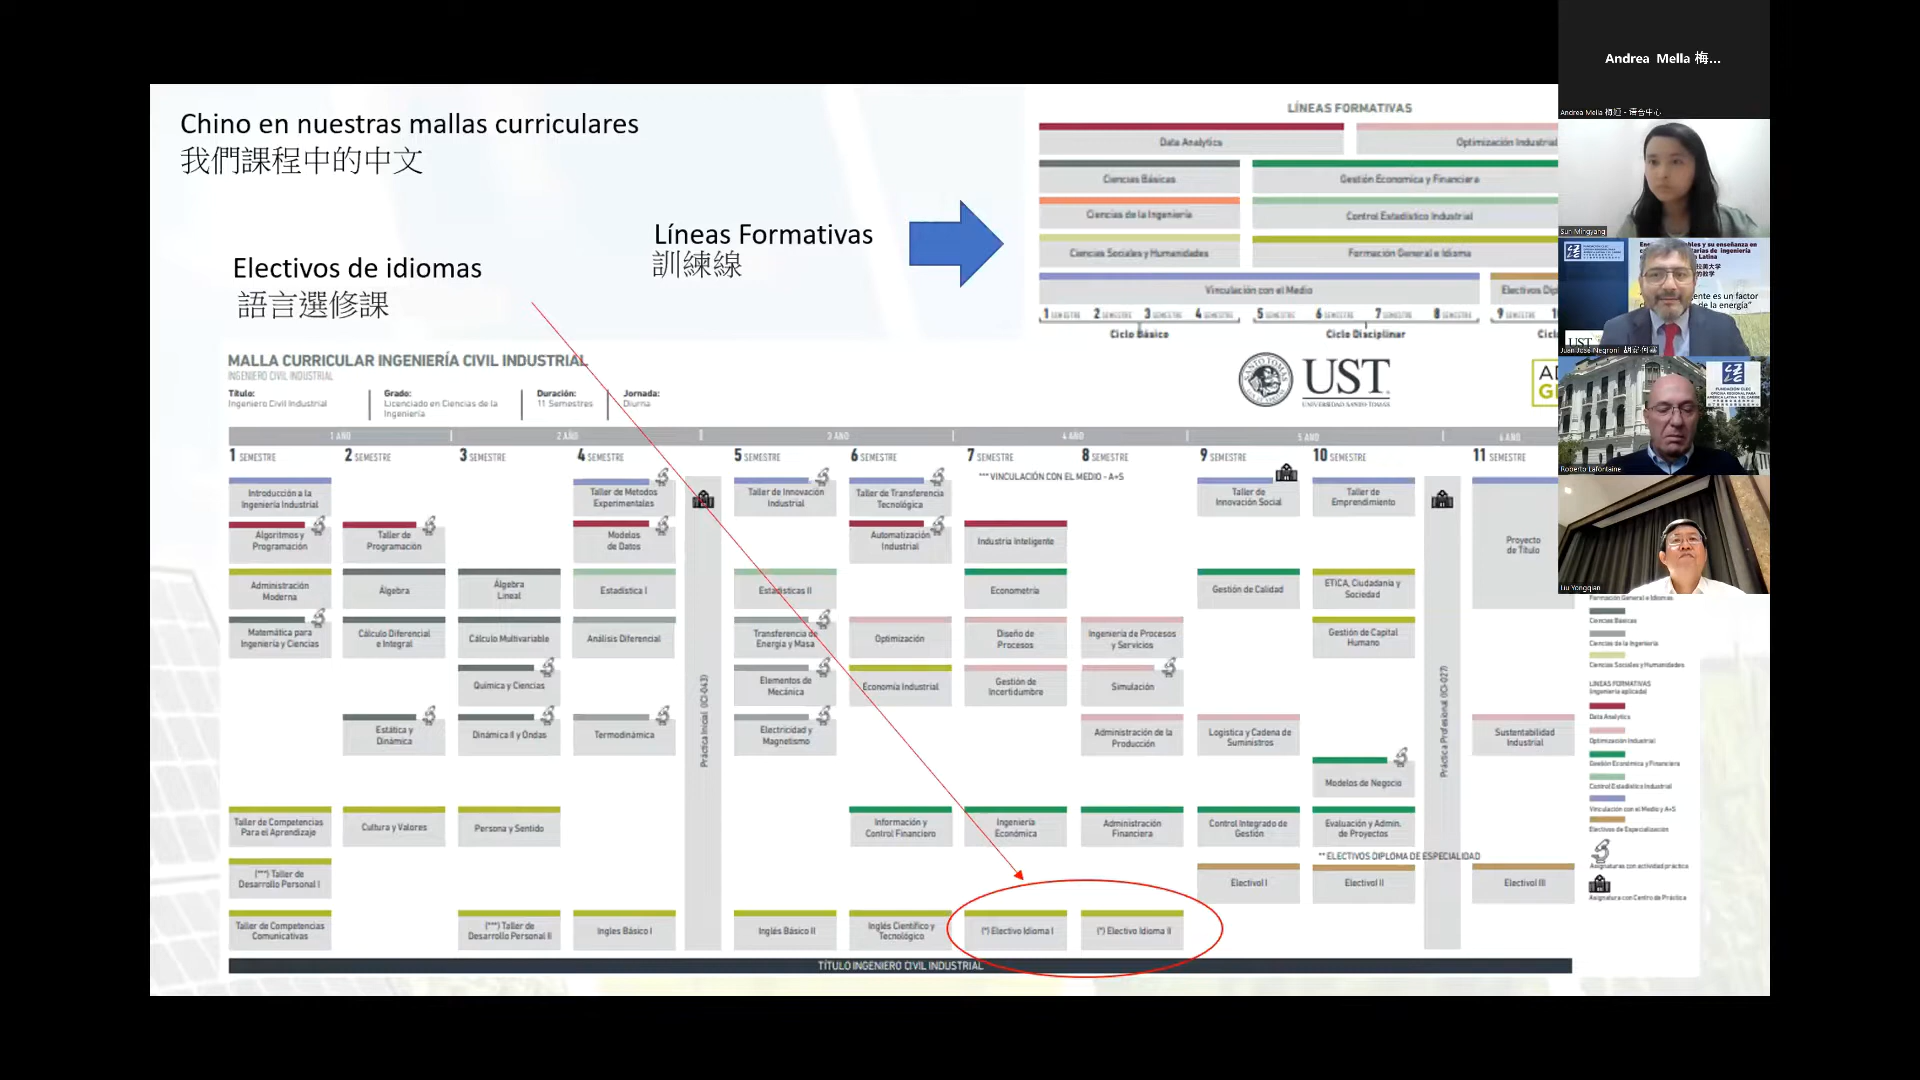 Chino en nuestras mallas curriculares
我們課程中的中文
Electivos de idiomas
語言選修課
Líneas Formativas
訓練線
LÍNEAS FORMATIVAS
Data Analytics
Optimización Industrial
Ciencias Básicas
Gestión Economica y Financiera
Ciencias de la Ingeniería
Control Estadístico Industrial
Ciencias Sociales y Humanidades
Formación General e Idioma
Vinculación con el Medio
Electivos
1 SEMESTRE 2 SEMESTRE 3 SEMESTRE 4 SEMESTRE 5 SEMESTRE 6 SEMESTRE 7 SEMESTRE 8 SEMESTRE 9 SEMESTRE
Ciclo Básico
Ciclo Disciplinar
MALLA CURRICULAR INGENIERÍA CIVIL INDUSTRIAL
INGENIERO CIVIL INDUSTRIAL
Título:
Ingeniero Civil Industrial
Grado:
Licenciado en Ciencias de la
Ingeniería
Duración:
11 Semestres
Jornada:
Diurna
UST
UNIVERSIDAD SANTO TOMAS
1 AÑO 2 AÑO 3 AÑO 4 AÑO 5 AÑO 6 AÑO
1 SEMESTRE 2 SEMESTRE 3 SEMESTRE 4 SEMESTRE 5 SEMESTRE 6 SEMESTRE 7 SEMESTRE 8 SEMESTRE 9 SEMESTRE 10 SEMESTRE 11 SEMESTRE
*** VINCULACIÓN CON EL MEDIO - A+S
Introducción a la
Ingeniería Industrial
Taller de Metodos
Experimentales
Taller de Innovación
Industrial
Taller de Transferencia
Tecnológica
Taller de
Innovación Social
Taller de
Emprendimiento
Algoritmos y
Programación
Taller de
Programación
Modelos
de Datos
Automatización
Industrial
Industria Inteligente
Proyecto
de Título
Administración
Moderna
Álgebra
Álgebra
Lineal
Estadística I
Estadísticas II
Econometría
Gestión de Calidad
ETICA, Ciudadanía y
Sociedad
Matemática para
Ingeniería y Ciencias
Cálculo Diferencial
e Integral
Cálculo Multivariable
Análisis Diferencial
Transferencia de
Energía y Masa
Optimización
Diseño de
Procesos
Ingeniería de Procesos
y Servicios
Gestión de Capital
Humano
Química y Ciencias
Elementos de
Mecánica
Economía Industrial
Gestión de
Incertidumbre
Simulación
Estática y
Dinámica
Dinámica II y Ondas
Termodinámica
Electricidad y
Magnetismo
Administración de la
Producción
Logística y Cadena de
Suministros
Sustentabilidad
Industrial
Modelos de Negocio
Práctica Inicial (ICI-043)
Práctica Profesional (ICI-027)
Taller de Competencias
Para el Aprendizaje
Cultura y Valores
Persona y Sentido
Información y
Control Financiero
Ingeniería
Económica
Administración
Financiera
Control Integrado de
Gestión
Evaluación y Admin.
de Proyectos
** ELECTIVOS DIPLOMA DE ESPECIALIDAD
(***) Taller de
Desarrollo Personal I
Electivo I
Electivo II
Electivo III
Taller de Competencias
Comunicativas
(***) Taller de
Desarrollo Personal II
Ingles Básico I
Inglés Básico II
Inglés Científico y
Tecnológico
(*) Electivo Idioma I
(*) Electivo Idioma II
TÍTULO INGENIERO CIVIL INDUSTRIAL
Formación General e Idiomas
Ciencias Básicas
Ciencias de la Ingeniería
Ciencias Sociales y Humanidades
LÍNEAS FORMATIVAS
(Ingeniería aplicada)
Data Analytics
Optimización Industrial
Gestión Económica y Financiera
Control Estadístico Industrial
Vinculación con el Medio y A+S
Electivos de Especialización
Asignaturas con actividad práctica
Asignatura con Centro de Práctica
Andrea Mella 梅...
Andrea Mella
Sun Mingyang
Juan José Negroni
FUNDACIÓN CLEC
OFICINA REGIONAL PARA
AMÉRICA LATINA Y EL CARIBE
Roberto Lafontaine
Liu Yongqian